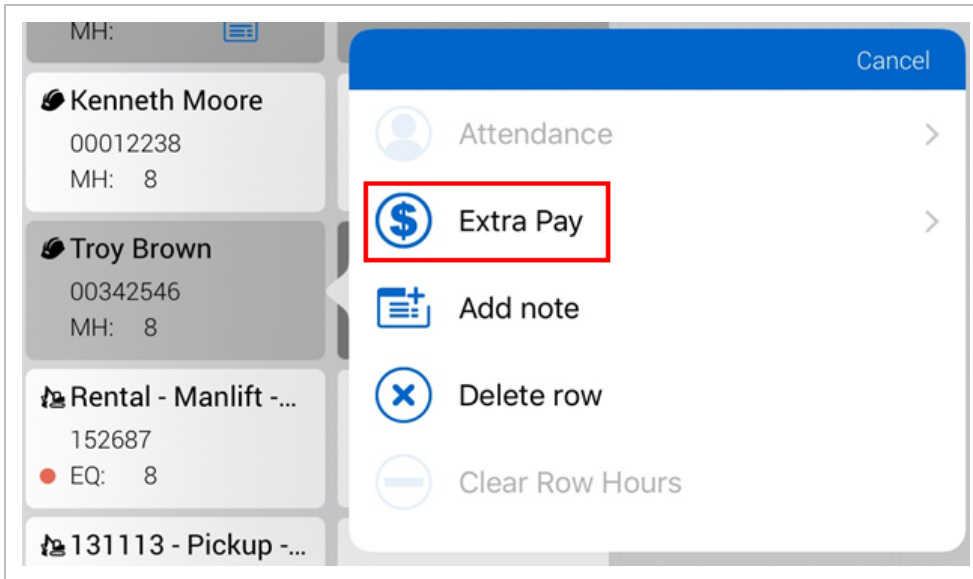 MH:
Kenneth Moore
00012238
MH: 8
Troy Brown
00342546
MH: 8
Rental - Manlift -...
152687
EQ: 8
131113 - Pickup -...
Cancel
Attendance
Extra Pay
Add note
Delete row
Clear Row Hours